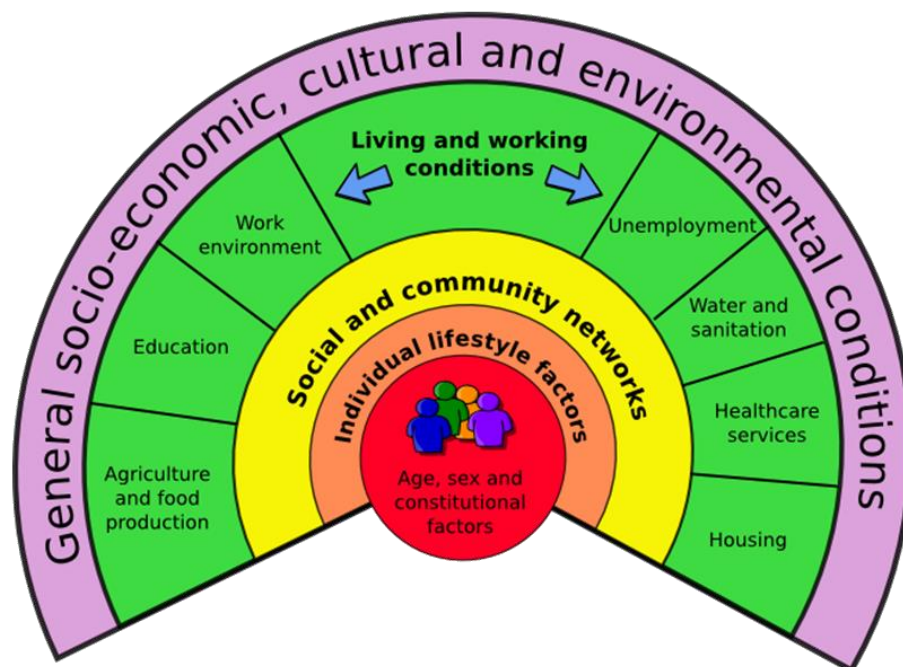 General socio-economic, cultural and environmental conditions
Living and working
conditions
Work
environment
Unemployment
Education
Water and
sanitation
Agriculture
and food
production
Healthcare
services
Housing
Social and community networks
Individual lifestyle factors
Age, sex and
constitutional
factors